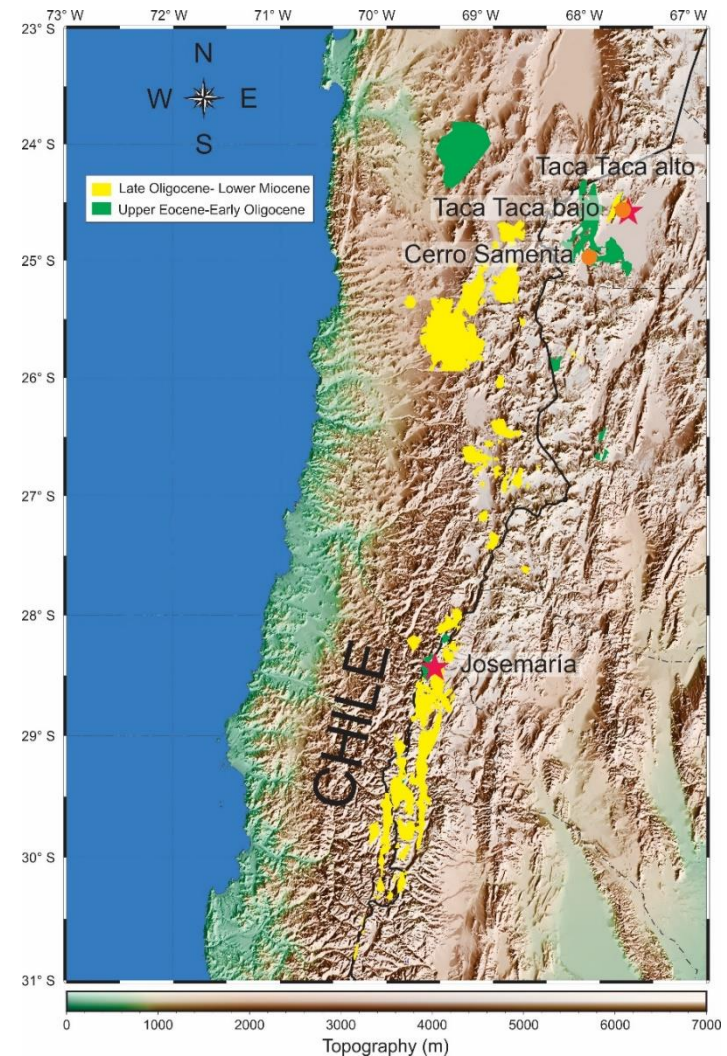 73° W 72° W 71° W 70° W 69° W 68° W 67° W
23° S
N
W E
S
24° S
Late Oligocene- Lower Miocene
Upper Eocene-Early Oligocene
Taca Taca alto
Taca Taca bajo
Cerro Samenta
25° S
26° S
27° S
28° S
Josemaria
CHILE
29° S
30° S
31° S
0 1000 2000 3000 4000 5000 6000 7000
Topography (m)